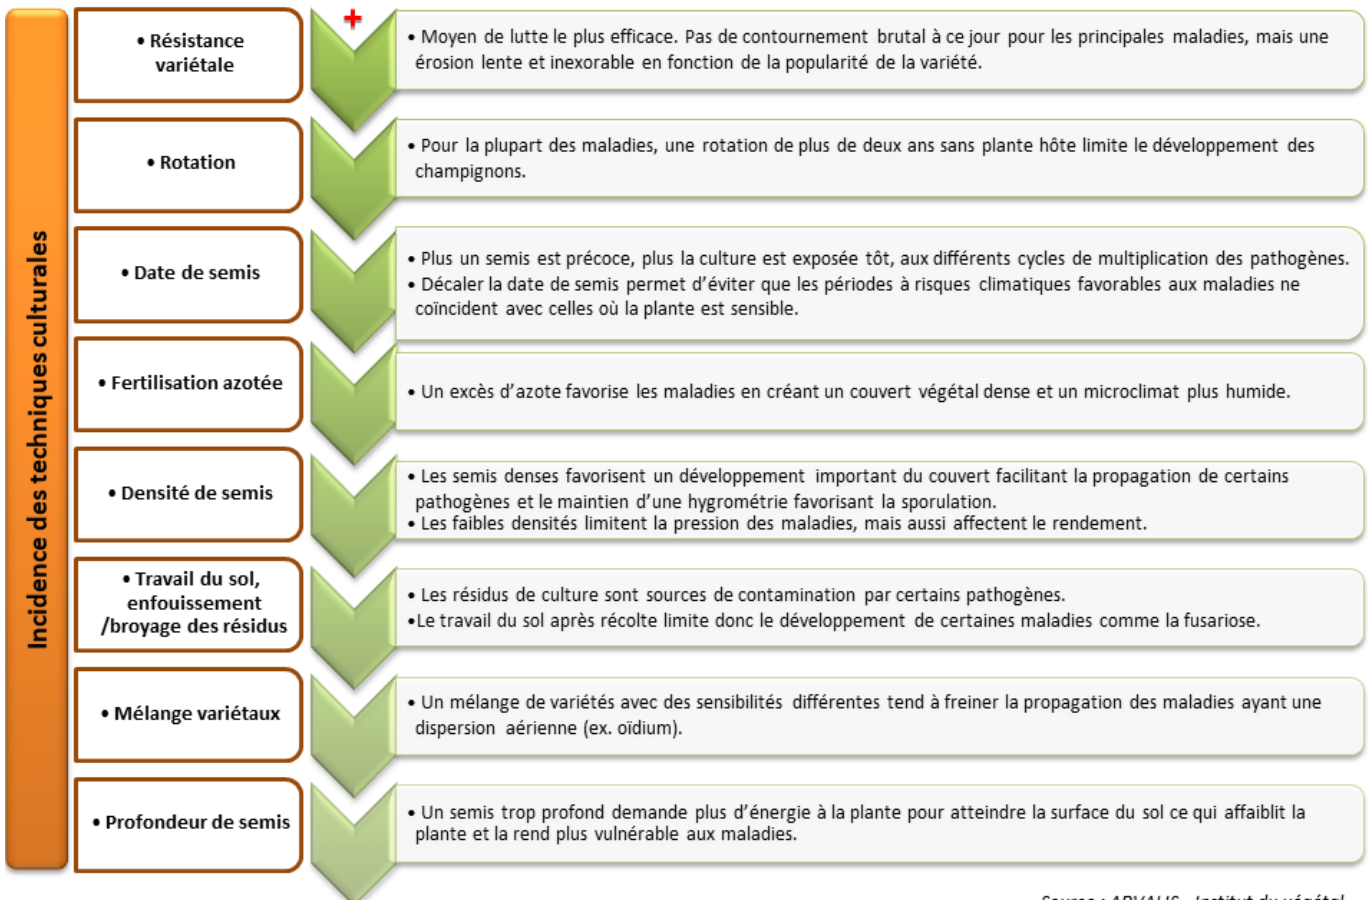 Incidence des techniques culturales
+
• Résistance
variétale
• Moyen de lutte le plus efficace. Pas de contournement brutal à ce jour pour les principales maladies, mais une
érosion lente et inexorable en fonction de la popularité de la variété.
• Rotation
• Pour la plupart des maladies, une rotation de plus de deux ans sans plante hôte limite le développement des
champignons.
• Date de semis
• Plus un semis est précoce, plus la culture est exposée tôt, aux différents cycles de multiplication des pathogènes.
• Décaler la date de semis permet d'éviter que les périodes à risques climatiques favorables aux maladies ne
coïncident avec celles où la plante est sensible.
• Fertilisation azotée
• Un excès d'azote favorise les maladies en créant un couvert végétal dense et un microclimat plus humide.
• Densité de semis
• Les semis denses favorisent un développement important du couvert facilitant la propagation de certains
pathogènes et le maintien d'une hygrométrie favorisant la sporulation.
• Les faibles densités limitent la pression des maladies, mais aussi affectent le rendement.
• Travail du sol,
enfouissement
/broyage des résidus
• Les résidus de culture sont sources de contamination par certains pathogènes.
•Le travail du sol après récolte limite donc le développement de certaines maladies comme la fusariose.
• Mélange variétaux
• Un mélange de variétés avec des sensibilités différentes tend à freiner la propagation des maladies ayant une
dispersion aérienne (ex. oïdium).
• Profondeur de semis
• Un semis trop profond demande plus d'énergie à la plante pour atteindre la surface du sol ce qui affaiblit la
plante et la rend plus vulnérable aux maladies.
Source : ARVALIS - Institut du végétal